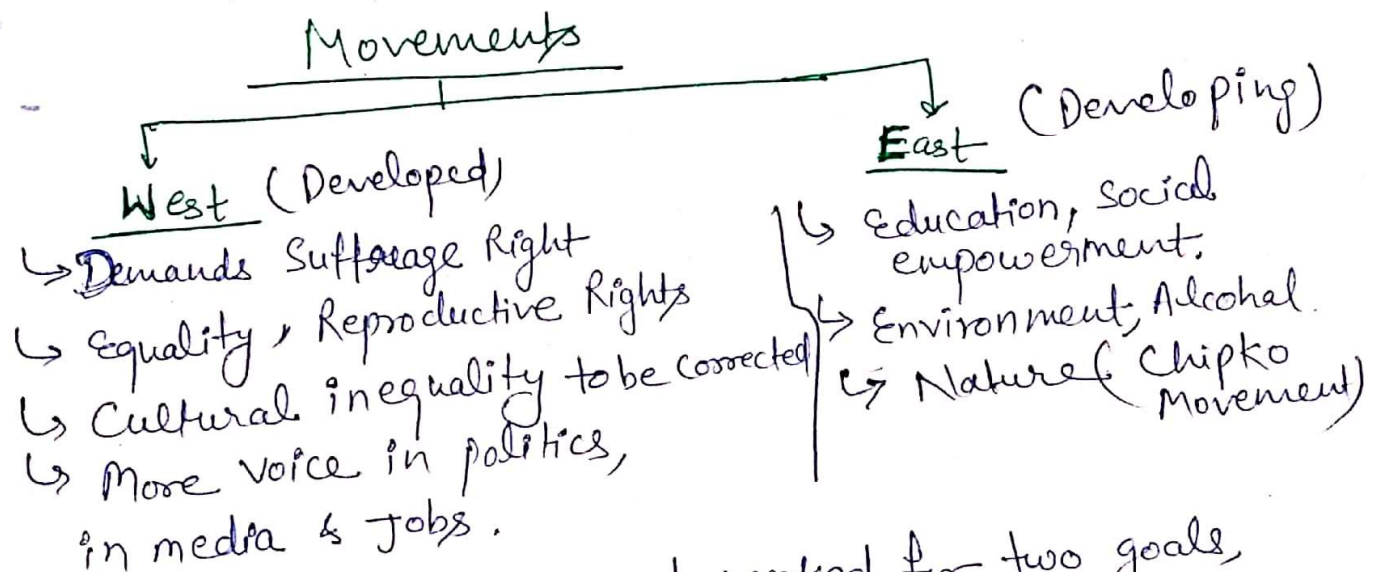 Movements
West (Developed)
↳ Demands Suffrage Right
↳ Equality, Reproductive Rights
↳ Cultural inequality to be corrected
↳ More voice in politics,
in media & Jobs.
East (Developing)
↳ Education, Social
empowerment.
↳ Environment, Alcohal.
↳ Nature (Chipko
Movement)
for two goals,